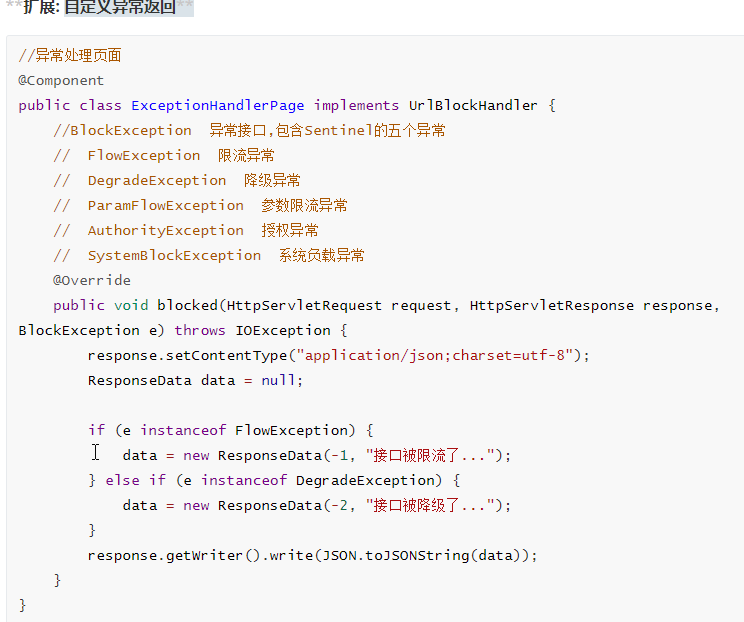 **扩展: 自定义异常返回**
//异常处理页面
@Component
public class ExceptionHandlerPage implements UrlBlockHandler {
    //BlockException  异常接口,包含Sentinel的五个异常
    //  FlowException  限流异常
    //  DegradeException  降级异常
    //  ParamFlowException  参数限流异常
    //  AuthorityException  授权异常
    //  SystemBlockException  系统负载异常
    @Override
    public void blocked(HttpServletRequest request, HttpServletResponse response,
BlockException e) throws IOException {
        response.setContentType("application/json;charset=utf-8");
        ResponseData data = null;
        if (e instanceof FlowException) {
            data = new ResponseData(-1, "接口被限流了...");
        } else if (e instanceof DegradeException) {
            data = new ResponseData(-2, "接口被降级了...");
        }
        response.getWriter().write(JSON.toJSONString(data));
    }
}